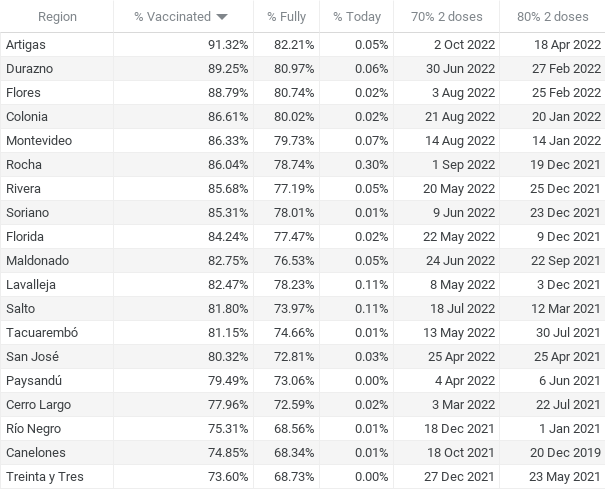 Region % Vaccinated % Fully % Today 70% 2 doses 80% 2 doses
Artigas 91.32% 82.21% 0.05% 2 Oct 2022 18 Apr 2022
Durazno 89.25% 80.97% 0.06% 30 Jun 2022 27 Feb 2022
Flores 88.79% 80.74% 0.02% 3 Aug 2022 25 Feb 2022
Colonia 86.61% 80.02% 0.02% 21 Aug 2022 20 Jan 2022
Montevideo 86.33% 79.73% 0.07% 14 Aug 2022 14 Jan 2022
Rocha 86.04% 78.74% 0.30% 1 Sep 2022 19 Dec 2021
Rivera 85.68% 77.19% 0.05% 20 May 2022 25 Dec 2021
Soriano 85.31% 78.01% 0.01% 9 Jun 2022 23 Dec 2021
Florida 84.24% 77.47% 0.02% 22 May 2022 9 Dec 2021
Maldonado 82.75% 76.53% 0.05% 24 Jun 2022 22 Sep 2021
Lavalleja 82.47% 78.23% 0.11% 8 May 2022 3 Dec 2021
Salto 81.80% 73.97% 0.11% 18 Jul 2022 12 Mar 2021
Tacuarembó 81.15% 74.66% 0.01% 13 May 2022 30 Jul 2021
San José 80.32% 72.81% 0.03% 25 Apr 2022 25 Apr 2021
Paysandú 79.49% 73.06% 0.00% 4 Apr 2022 6 Jun 2021
Cerro Largo 77.96% 72.59% 0.02% 3 Mar 2022 22 Jul 2021
Río Negro 75.31% 68.56% 0.01% 18 Dec 2021 1 Jan 2021
Canelones 74.85% 68.34% 0.01% 18 Oct 2021 20 Dec 2019
Treinta y Tres 73.60% 68.73% 0.00% 27 Dec 2021 23 May 2021